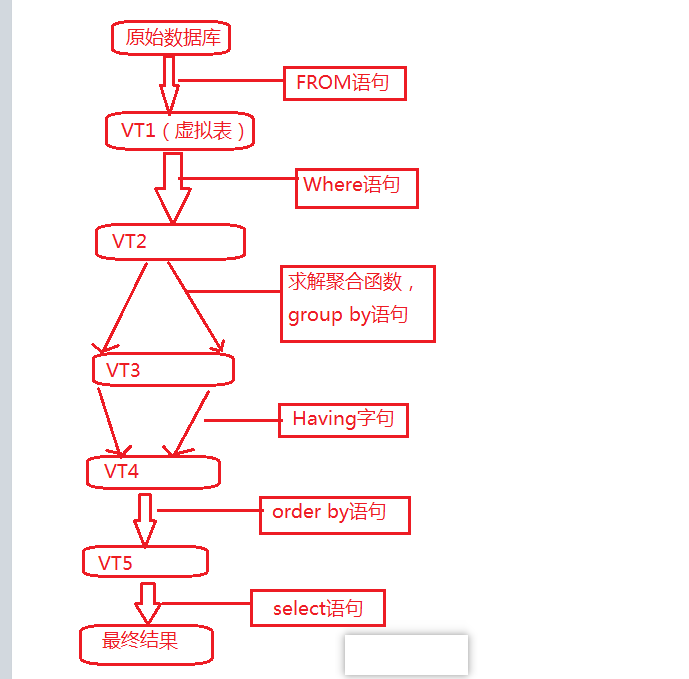 原始数据库
FROM语句
VT1（虚拟表）
Where语句
VT2
求解聚合函数，
group by语句
VT3
Having字句
VT4
order by语句
VT5
select语句
最终结果